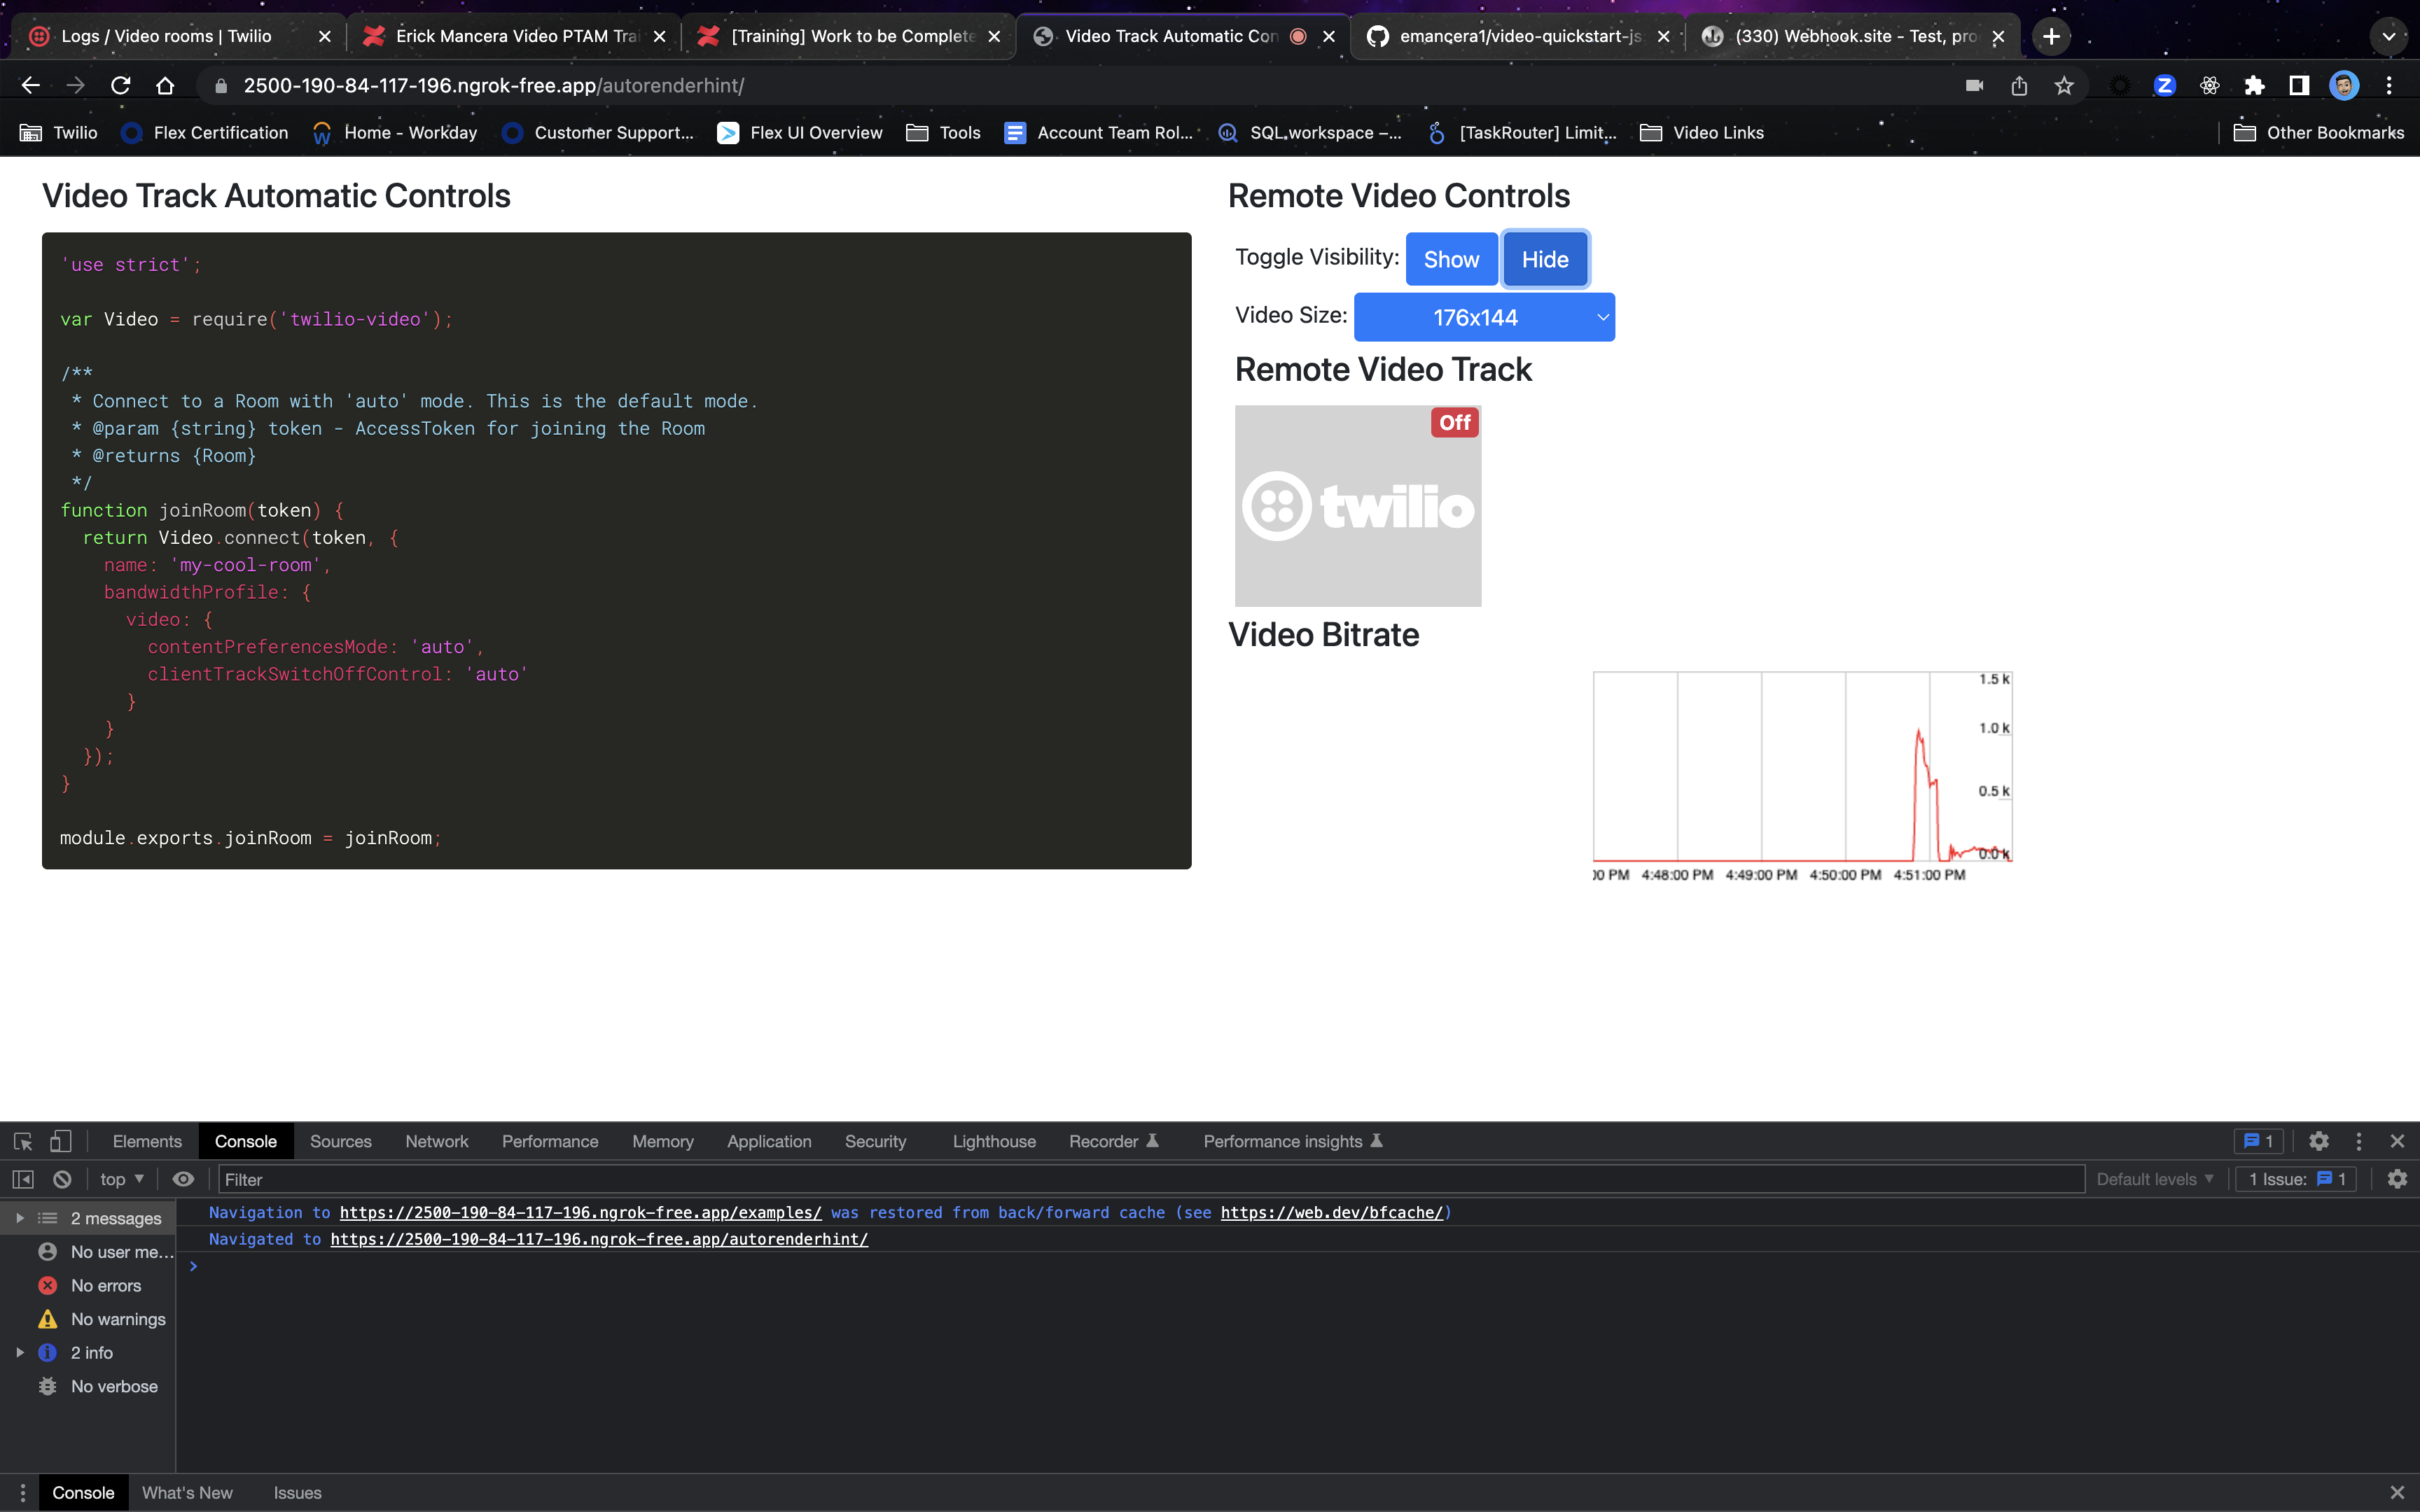 Logs / Video rooms | Twilio
Erick Mancera Video PTAM Trai
[Training] Work to be Complete
Video Track Automatic Con
emancera1/video-quickstart-js
(330) Webhook.site - Test, pro
2500-190-84-117-196.ngrok-free.app/autorenderhint/
Twilio
Flex Certification
Home - Workday
Customer Support...
Flex UI Overview
Tools
Account Team Rol...
SQL.workspace –...
[TaskRouter] Limit...
Video Links
Other Bookmarks
Video Track Automatic Controls
'use strict';
var Video = require('twilio-video');
/**
* Connect to a Room with 'auto' mode. This is the default mode.
* @param {string} token - AccessToken for joining the Room
* @returns {Room}
*/
function joinRoom(token) {
return Video.connect(token, {
name: 'my-cool-room',
bandwidthProfile: {
video: {
contentPreferencesMode: 'auto',
clientTrackSwitchOffControl: 'auto'
}
}
});
}
module.exports.joinRoom = joinRoom;
Remote Video Controls
Toggle Visibility: Show Hide
Video Size: 176x144
Remote Video Track
Off
twilio
Video Bitrate
1.5 k
1.0 k
0.5 k
0.0 k
00 PM 4:48:00 PM 4:49:00 PM 4:50:00 PM 4:51:00 PM
Elements Console Sources Network Performance Memory Application Security Lighthouse Recorder Performance insights 1
top Filter Default levels 1 Issue: 1
2 messages
No user me...
No errors
No warnings
2 info
No verbose
Navigation to https://2500-190-84-117-196.ngrok-free.app/examples/ was restored from back/forward cache (see https://web.dev/bfcache/)
Navigated to https://2500-190-84-117-196.ngrok-free.app/autorenderhint/
Console What's New Issues